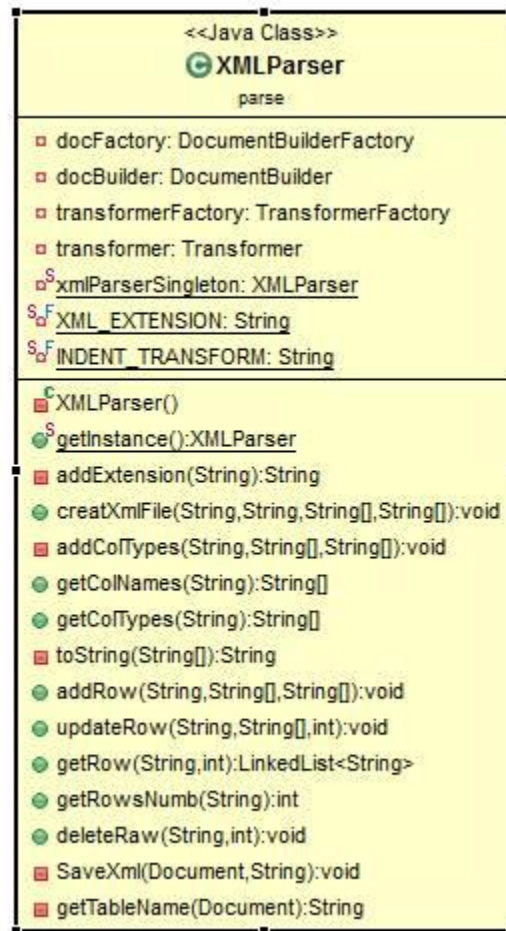 <<Java Class>>
XMLParser
parse
docFactory: DocumentBuilderFactory
docBuilder: DocumentBuilder
transformerFactory: TransformerFactory
transformer: Transformer
xmlParserSingleton: XMLParser
XML_EXTENSION: String
INDENT_TRANSFORM: String
XMLParser()
getInstance():XMLParser
addExtension(String):String
creatXmlFile(String,String,String[],String[]):void
addColTypes(String,String[],String[]):void
getColNames(String):String[]
getColTypes(String):String[]
toString(String[]):String
addRow(String,String[],String[]):void
updateRow(String,String[],int):void
getRow(String,int):LinkedList<String>
getRowsNumb(String):int
deleteRaw(String,int):void
SaveXml(Document,String):void
getTableName(Document):String